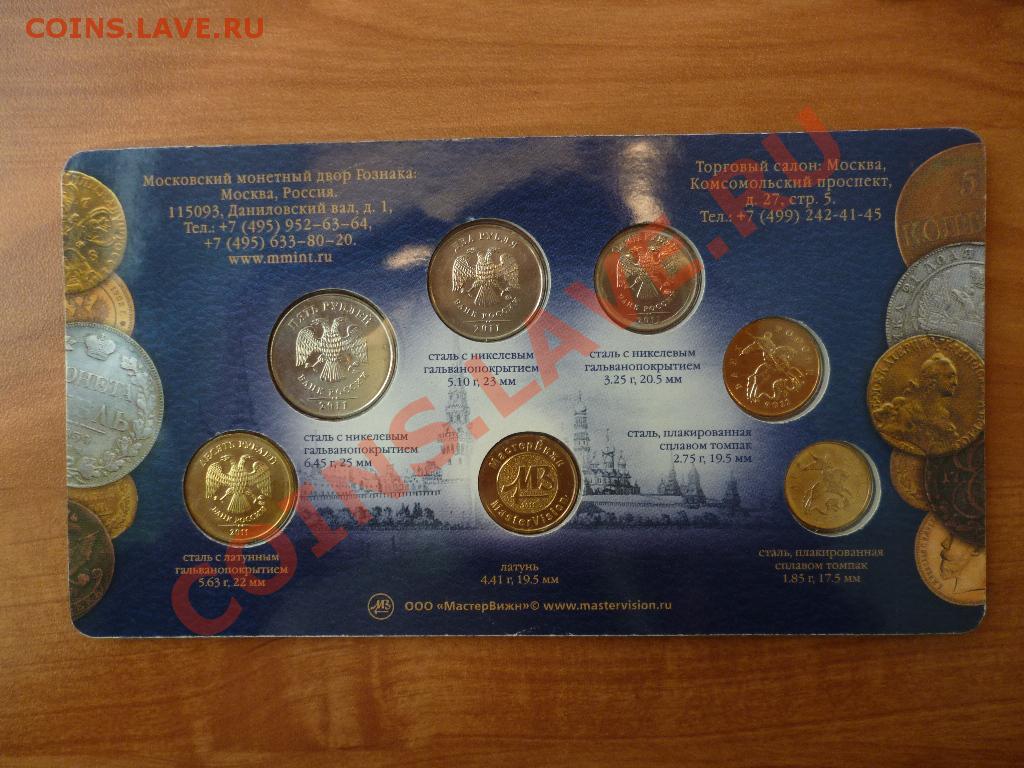 COINS.LAVE.RU
Московский монетный двор Гознака:
Москва, Россия.
115093, Даниловский вал, д. 1,
Тел.: +7 (495) 952-63-64,
+7 (495) 633-80-20.
www.mmint.ru
Торговый салон: Москва,
Комсомольский проспект,
д. 27, стр. 5.
Тел.: +7 (499) 242-41-45
ДВА РУБЛЯ
БАНК РОССИИ
2011
сталь с никелевым
гальванопокрытием
5.10 г, 23 мм
БАНК РОССИИ
сталь с никелевым
гальванопокрытием
3.25 г, 20.5 мм
ПЯТЬ РУБЛЕЙ
БАНК РОССИИ
2011
сталь с никелевым
гальванопокрытием
6.45 г, 25 мм
сталь, плакированная
сплавом томпак
2.75 г, 19.5 мм
ДЕСЯТЬ РУБЛЕЙ
БАНК РОССИИ
2011
сталь с латунным
гальванопокрытием
5.63 г, 22 мм
МастерВижн
МВ
2011
MasterVision
латунь
4.41 г, 19.5 мм
сталь, плакированная
сплавом томпак
1.85 г, 17.5 мм
ООО «МастерВижн»© www.mastervision.ru
COINS.LAVE.RU